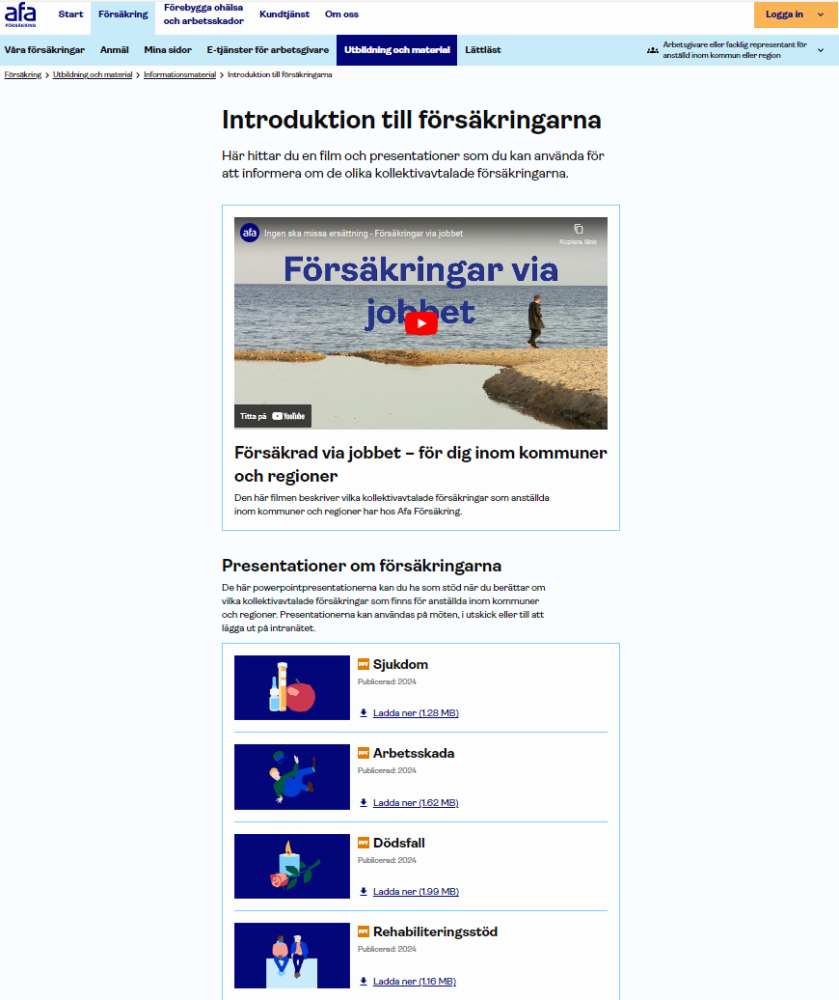 afa
FÖRSÄKRING
Start
Försäkring
Förebygga ohälsa
och arbetsskador
Kundtjänst
Om oss
Logga in
Våra försäkringar
Anmäl
Mina sidor
E-tjänster för arbetsgivare
Utbildning och material
Lättläst
Arbetsgivare eller facklig representant för
anställd inom kommun eller region
Försäkring > Utbildning och material > Informationsmaterial > Introduktion till försäkringarna
Introduktion till försäkringarna
Här hittar du en film och presentationer som du kan använda för
att informera om de olika kollektivavtalade försäkringarna.
afa
Ingen ska missa ersättning - Försäkringar via jobbet
Kopiera länk
Försäkringar via
jobbet
Titta på YouTube
Försäkrad via jobbet – för dig inom kommuner
och regioner
Den här filmen beskriver vilka kollektivavtalade försäkringar som anställda
inom kommuner och regioner har hos Afa Försäkring.
Presentationer om försäkringarna
De här powerpointpresentationerna kan du ha som stöd när du berättar om
vilka kollektivavtalade försäkringar som finns för anställda inom kommuner
och regioner. Presentationerna kan användas på möten, i utskick eller till att
lägga ut på intranätet.
PPT Sjukdom
Publicerad: 2024
Ladda ner (1.28 MB)
PPT Arbetsskada
Publicerad: 2024
Ladda ner (1.62 MB)
PPT Dödsfall
Publicerad: 2024
Ladda ner (1.99 MB)
PPT Rehabiliteringsstöd
Publicerad: 2024
Ladda ner (1.16 MB)